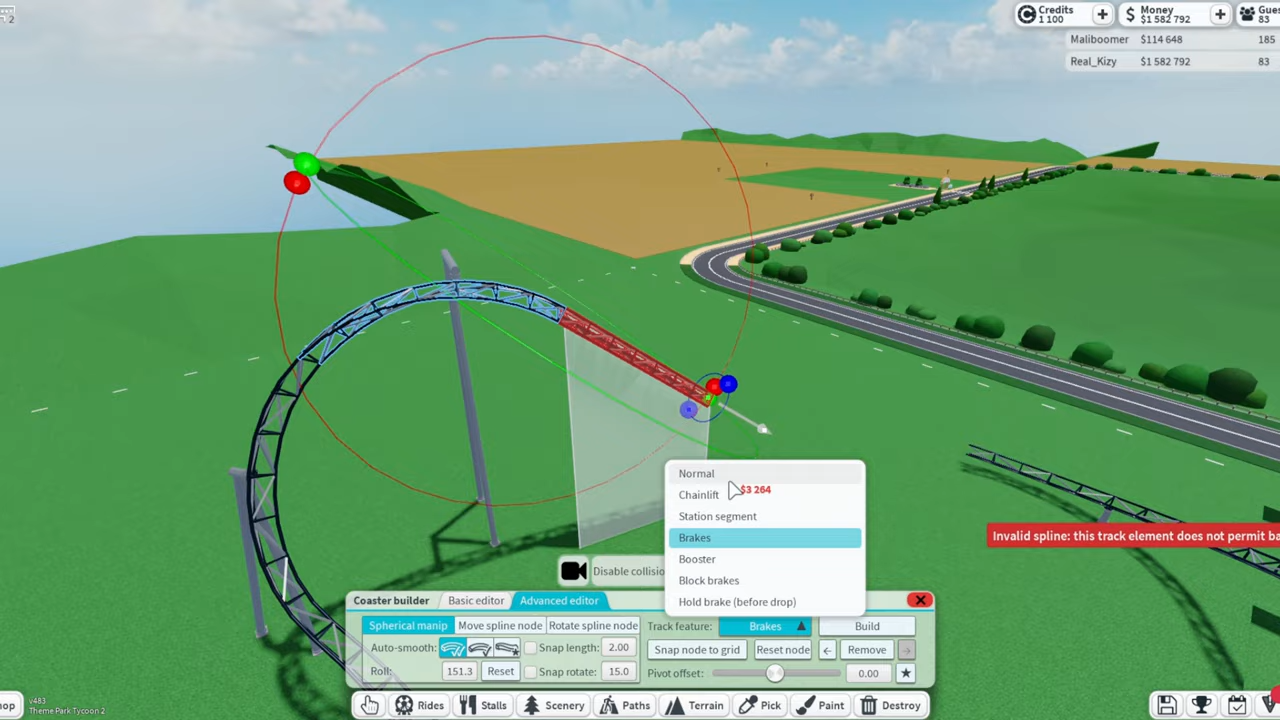 2
Credits
1 100
Money
$1 582 792
Gues
83
Maliboomer $114 648 185
Real_Kizy $1 582 792 83
Normal
Chainlift
$3 264
Station segment
Brakes
Booster
Block brakes
Hold brake (before drop)
Invalid spline: this track element does not permit ba
Disable collisio
Coaster builder Basic editor Advanced editor
Spherical manip Move spline node Rotate spline node Track feature: Brakes Build
Auto-smooth: Snap length: 2.00 Snap node to grid Reset node Remove
Roll: 151.3 Reset Snap rotate: 15.0 Pivot offset: 0.00
v483
Theme Park Tycoon 2
hop Rides Stalls Scenery Paths Terrain Pick Paint Destroy